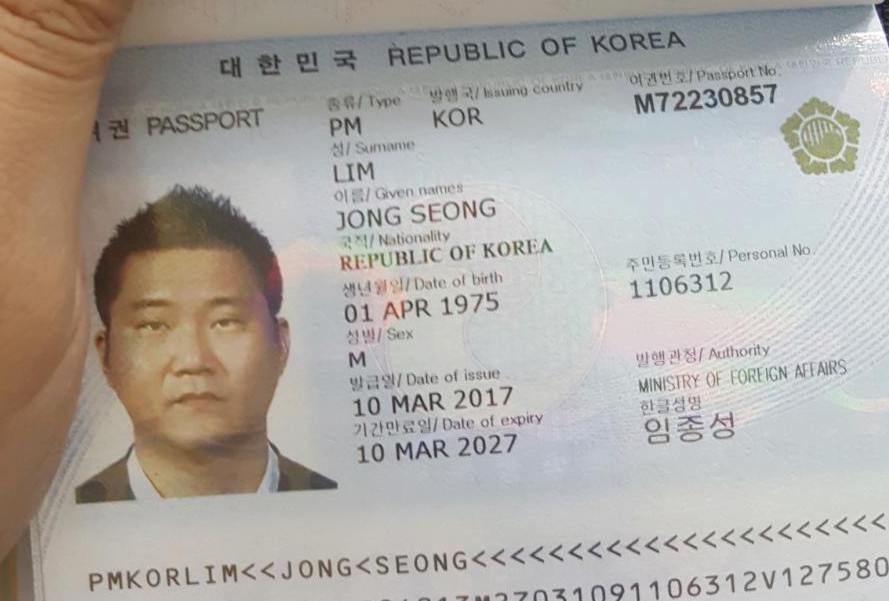 대한민국 REPUBLIC OF KOREA
여권 PASSPORT
종류/Type 발행국/Issuing country 여권번호/Passport No.
PM KOR M72230857
성/Surname
LIM
이름/Given names
JONG SEONG
국적/Nationality
REPUBLIC OF KOREA
생년월일/Date of birth 주민등록번호/Personal No.
01 APR 1975 1106312
성별/Sex
M
발급일/Date of issue 발행관청/Authority
10 MAR 2017 MINISTRY OF FOREIGN AFFAIRS
기간만료일/Date of expiry 한글성명
10 MAR 2027 임종성
PMKORLIM<<JONG<SEONG<<<<<<<<<<<<<<<<<<<<<<
M27031091106312V127580